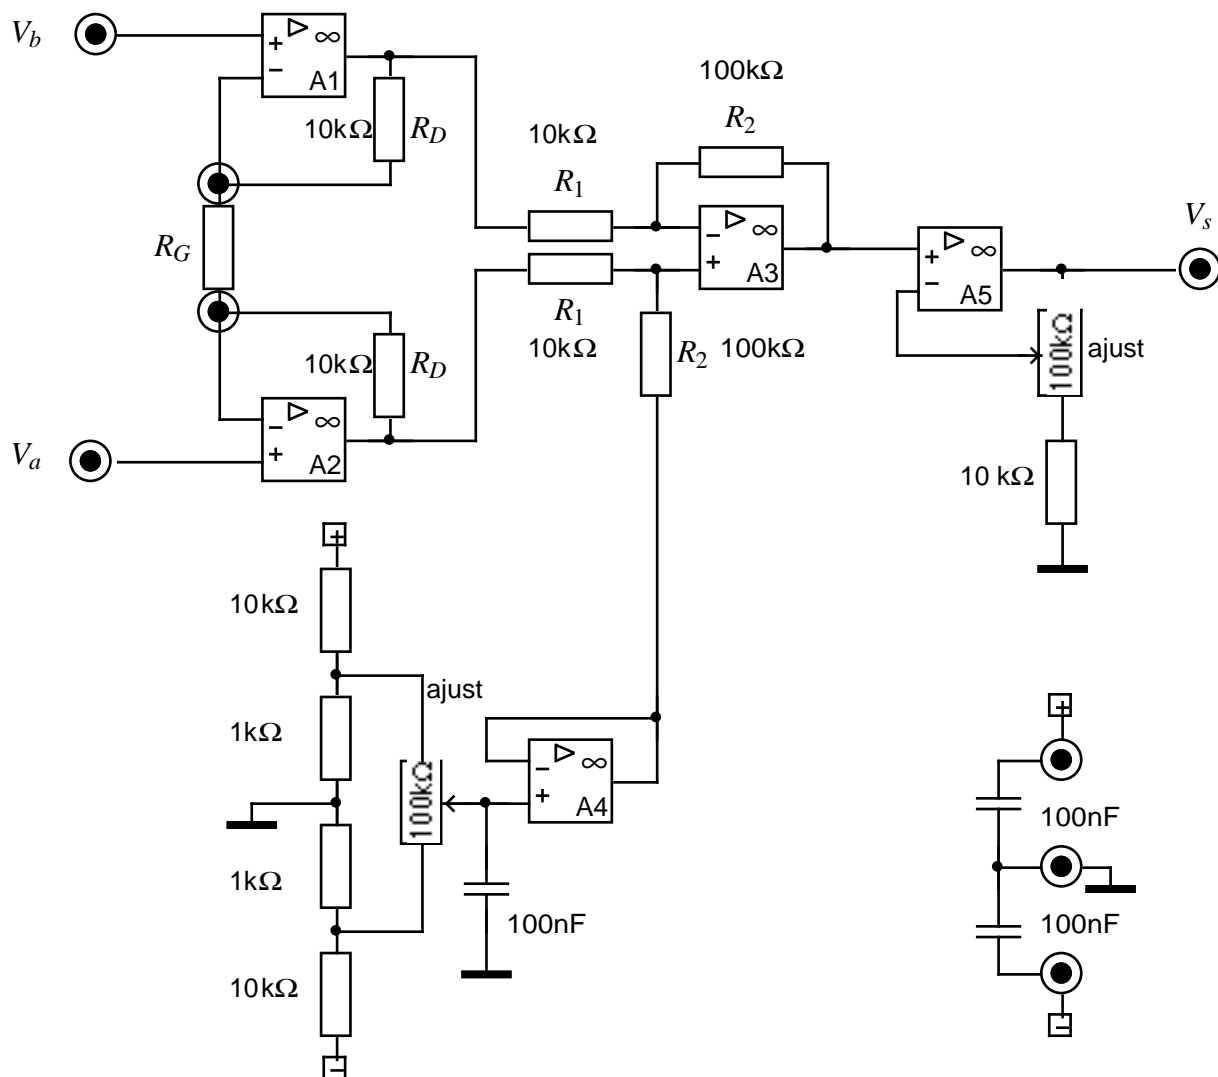 V_b
+
−
∞
A1
10kΩ
R_D
100kΩ
R_2
10kΩ
R_1
R_G
−
+
∞
A3
V_s
+
−
∞
A5
R_1
10kΩ
R_2
100kΩ
10kΩ
R_D
100kΩ
ajust
−
+
∞
A2
V_a
10 kΩ
+
10kΩ
ajust
1kΩ
100kΩ
−
+
∞
A4
1kΩ
100nF
10kΩ
−
+
100nF
100nF
−